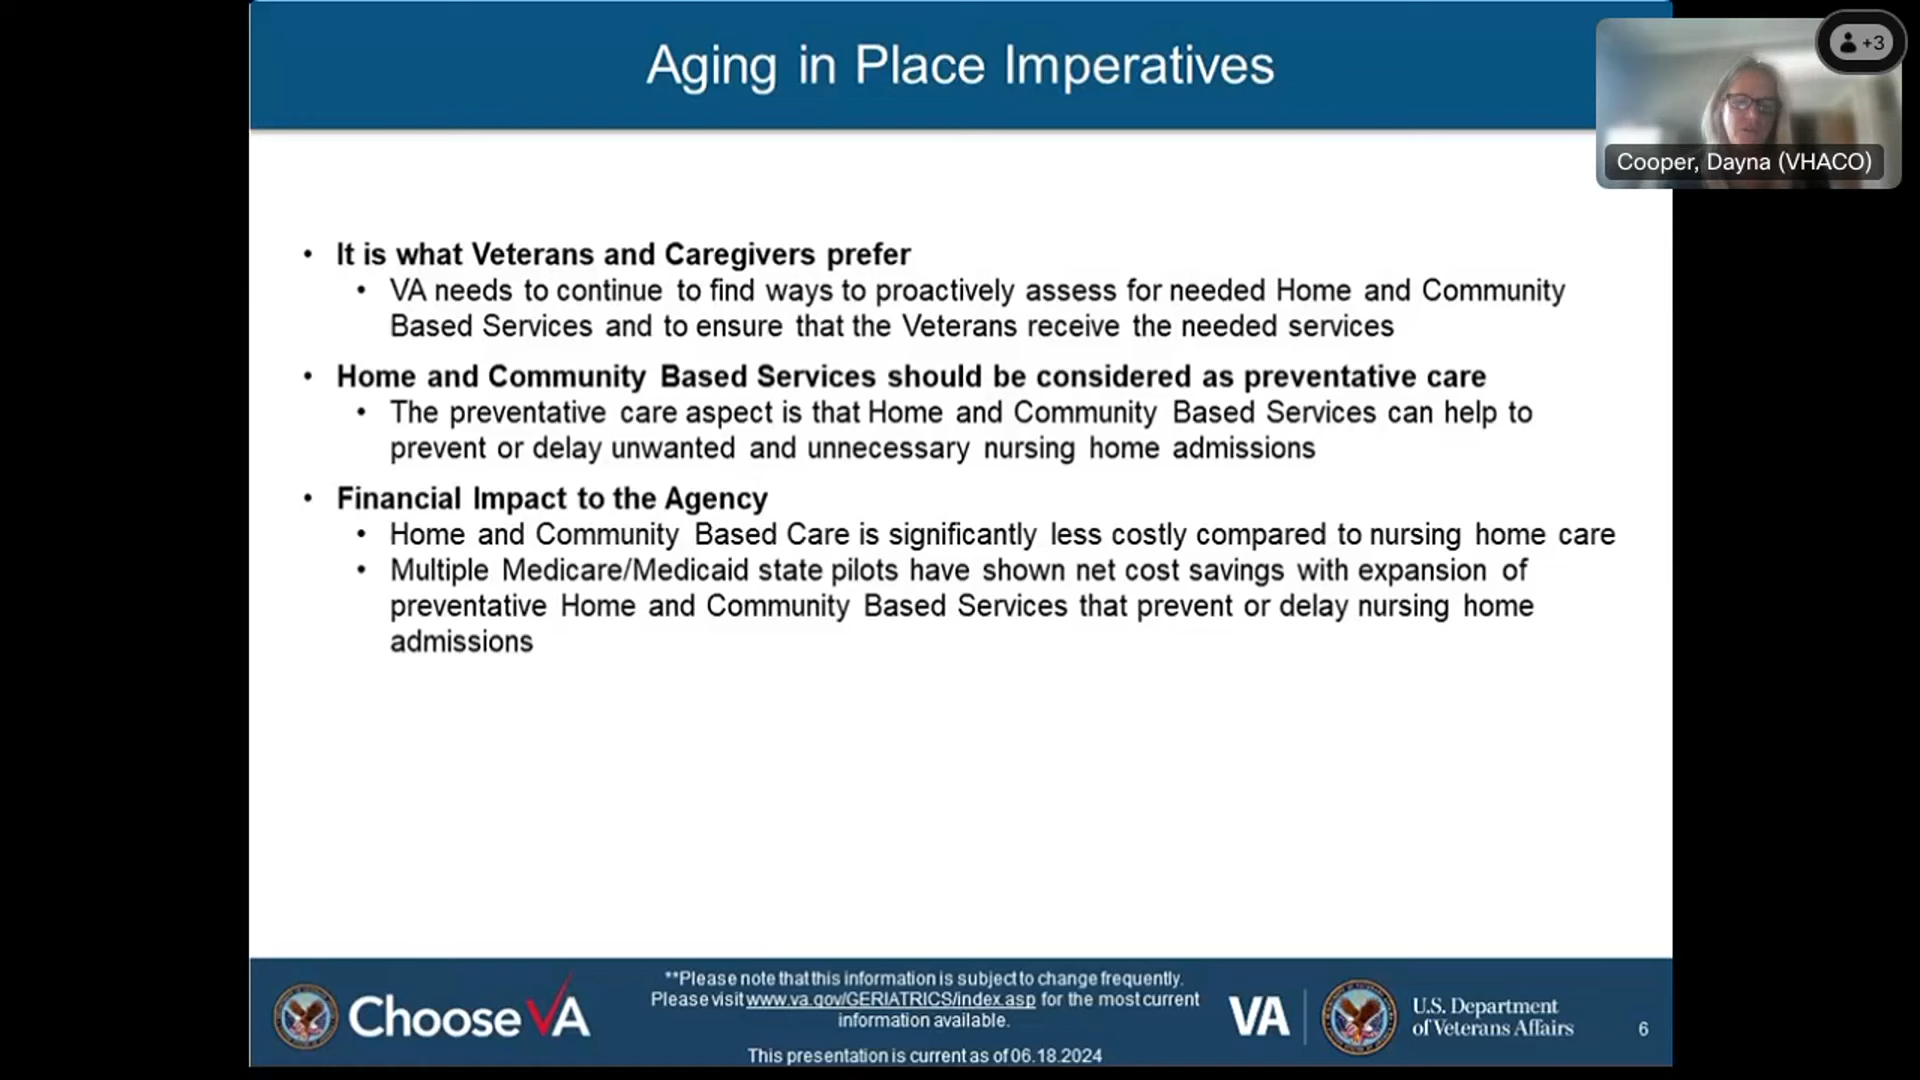 Aging in Place Imperatives
+3
Cooper, Dayna (VHACO)
• It is what Veterans and Caregivers prefer
• VA needs to continue to find ways to proactively assess for needed Home and Community
Based Services and to ensure that the Veterans receive the needed services
• Home and Community Based Services should be considered as preventative care
• The preventative care aspect is that Home and Community Based Services can help to
prevent or delay unwanted and unnecessary nursing home admissions
• Financial Impact to the Agency
• Home and Community Based Care is significantly less costly compared to nursing home care
• Multiple Medicare/Medicaid state pilots have shown net cost savings with expansion of
preventative Home and Community Based Services that prevent or delay nursing home
admissions
Choose VA
**Please note that this information is subject to change frequently.
Please visit www.va.gov/GERIATRICS/index.asp for the most current
information available.
This presentation is current as of 06.18.2024
VA
U.S. Department
of Veterans Affairs
6